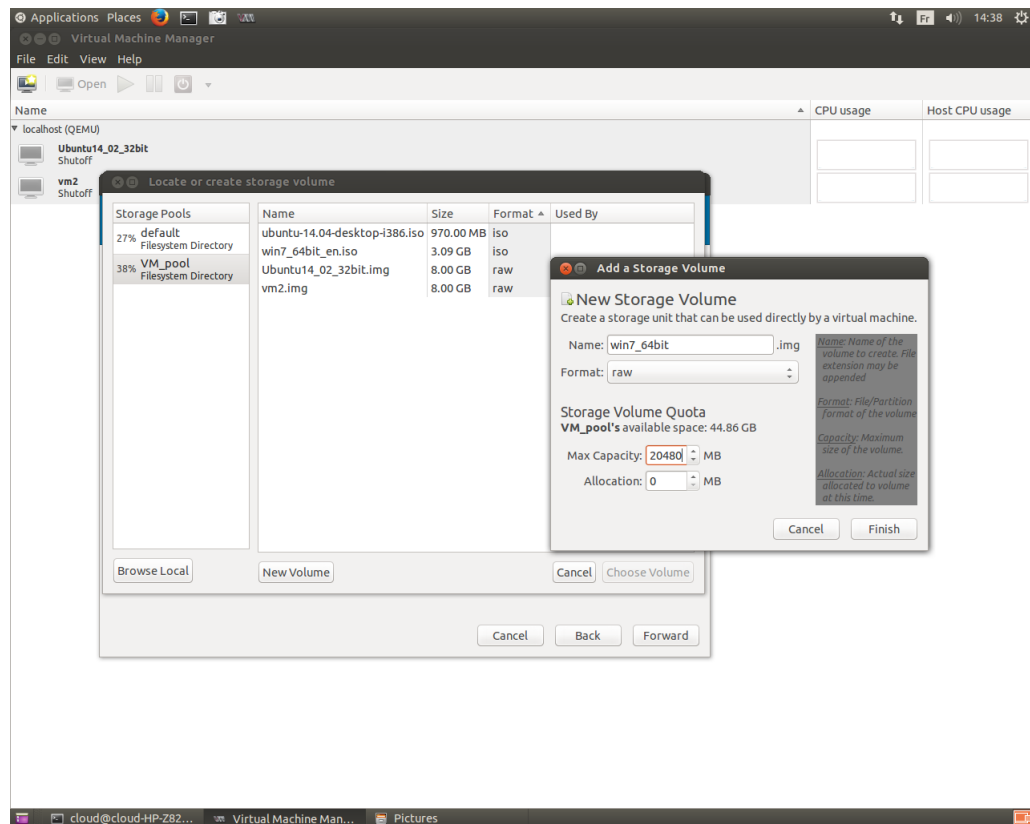 Applications Places Fr 14:38
Virtual Machine Manager
File Edit View Help
Open
Name CPU usage Host CPU usage
localhost (QEMU)
Ubuntu14_02_32bit
Shutoff
vm2
Shutoff
Locate or create storage volume
Storage Pools
27% default
Filesystem Directory
38% VM_pool
Filesystem Directory
Name Size Format Used By
ubuntu-14.04-desktop-i386.iso 970.00 MB iso
win7_64bit_en.iso 3.09 GB iso
Ubuntu14_02_32bit.img 8.00 GB raw
vm2.img 8.00 GB raw
Add a Storage Volume
New Storage Volume
Create a storage unit that can be used directly by a virtual machine.
Name: win7_64bit .img
Format: raw
Storage Volume Quota
VM_pool's available space: 44.86 GB
Max Capacity: 20480 MB
Allocation: 0 MB
Name: Name of the
volume to create. File
extension may be
appended
Format: File/Partition
format of the volume
Capacity: Maximum
size of the volume.
Allocation: Actual size
allocated to volume
at this time.
Cancel Finish
Browse Local New Volume Cancel Choose Volume
Cancel Back Forward
cloud@cloud-HP-Z82... Virtual Machine Man... Pictures